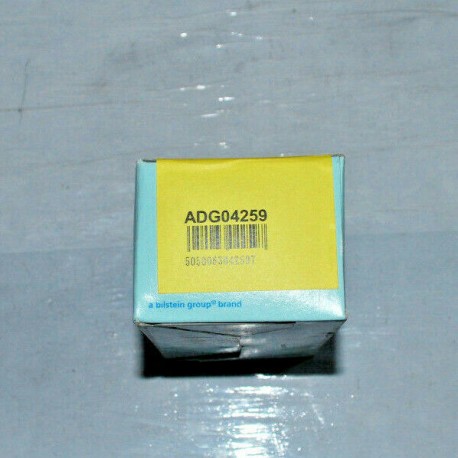 ADG04259
a bilstein group® brand